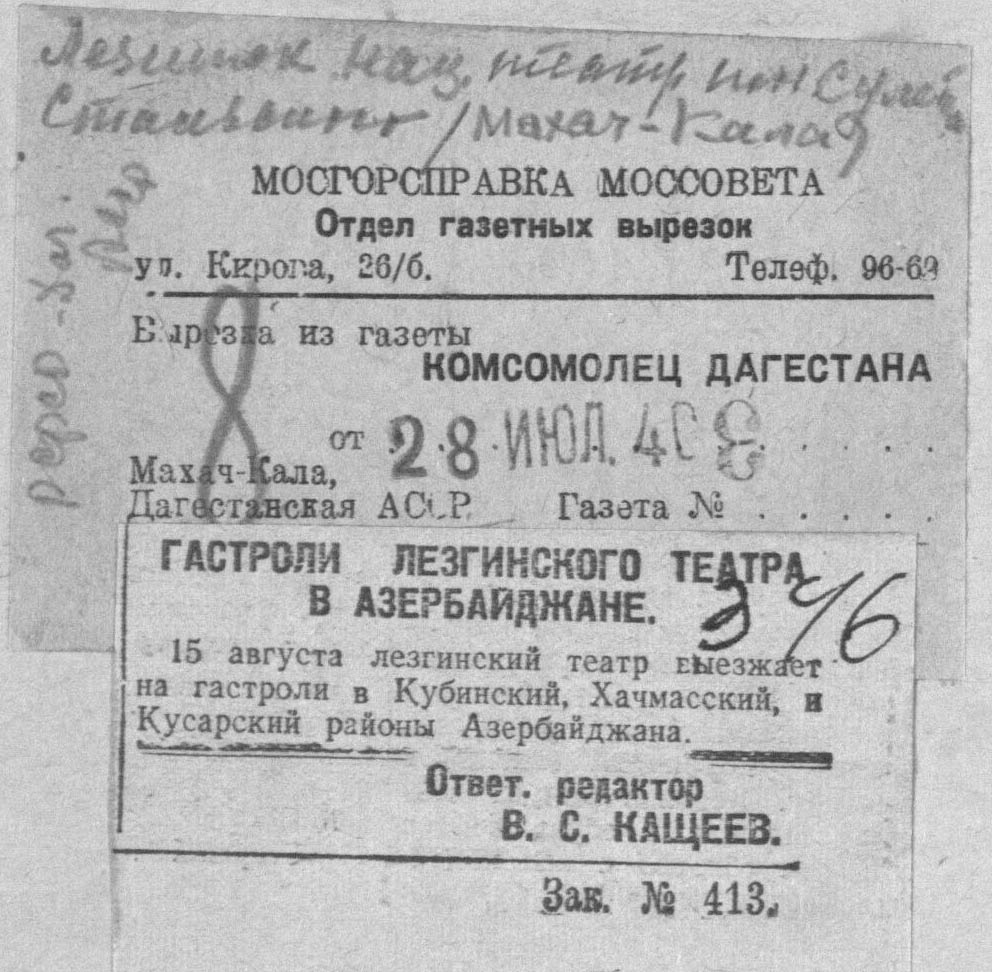 нац. театр им Сулейм.
Стальского /Махач-Кала/
МОСГОРСПРАВКА МОССОВЕТА
Отдел газетных вырезок
ул. Кирова, 26/б.
Телеф. 96-69
Вырезка из газеты
КОМСОМОЛЕЦ ДАГЕСТАНА
от 28 ИЮЛ. 40
Махач-Кала,
Дагестанская АССР.
Газета № . . . . .
8
ГАСТРОЛИ ЛЕЗГИНСКОГО ТЕАТРА
В АЗЕРБАЙДЖАНЕ.
15 августа лезгинский театр выезжает
на гастроли в Кубинский, Хачмасский, и
Кусарский районы Азербайджана.
Ответ. редактор
В. С. КАЩЕЕВ.
Зак. № 413.